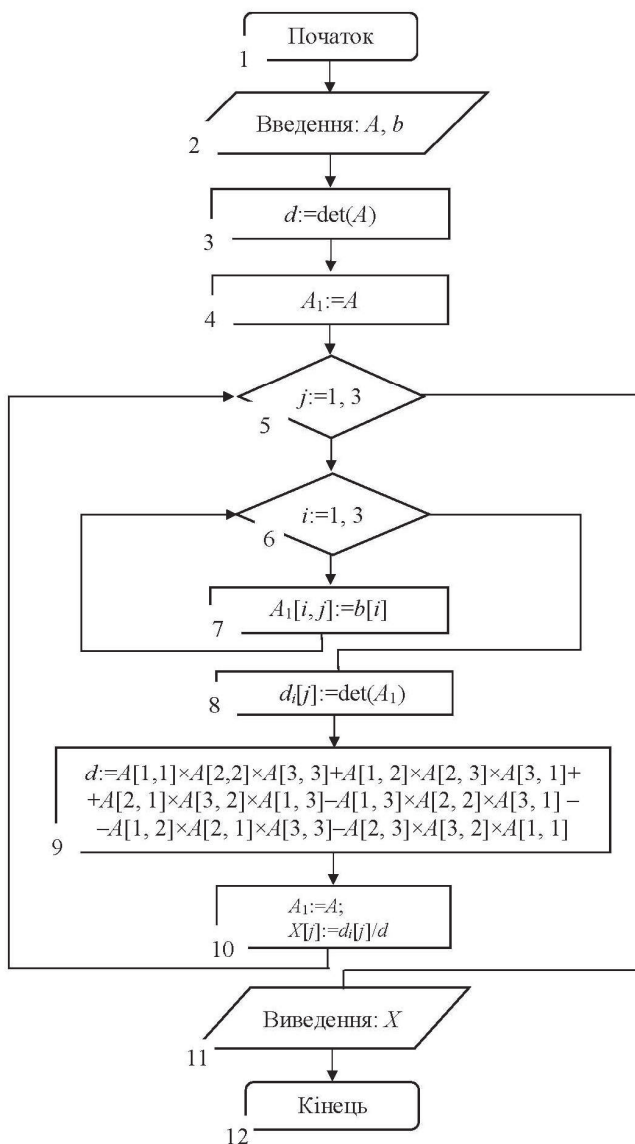 Початок
1
Введення: A, b
2
d:=det(A)
3
A₁:=A
4
j:=1, 3
5
i:=1, 3
6
A₁[i, j]:=b[i]
7
dᵢ[j]:=det(A₁)
8
d:=A[1,1]×A[2,2]×A[3, 3]+A[1, 2]×A[2, 3]×A[3, 1]+
+A[2, 1]×A[3, 2]×A[1, 3]–A[1, 3]×A[2, 2]×A[3, 1] –
–A[1, 2]×A[2, 1]×A[3, 3]–A[2, 3]×A[3, 2]×A[1, 1]
9
A₁:=A;
X[j]:=dᵢ[j]/d
10
Виведення: X
11
Кінець
12